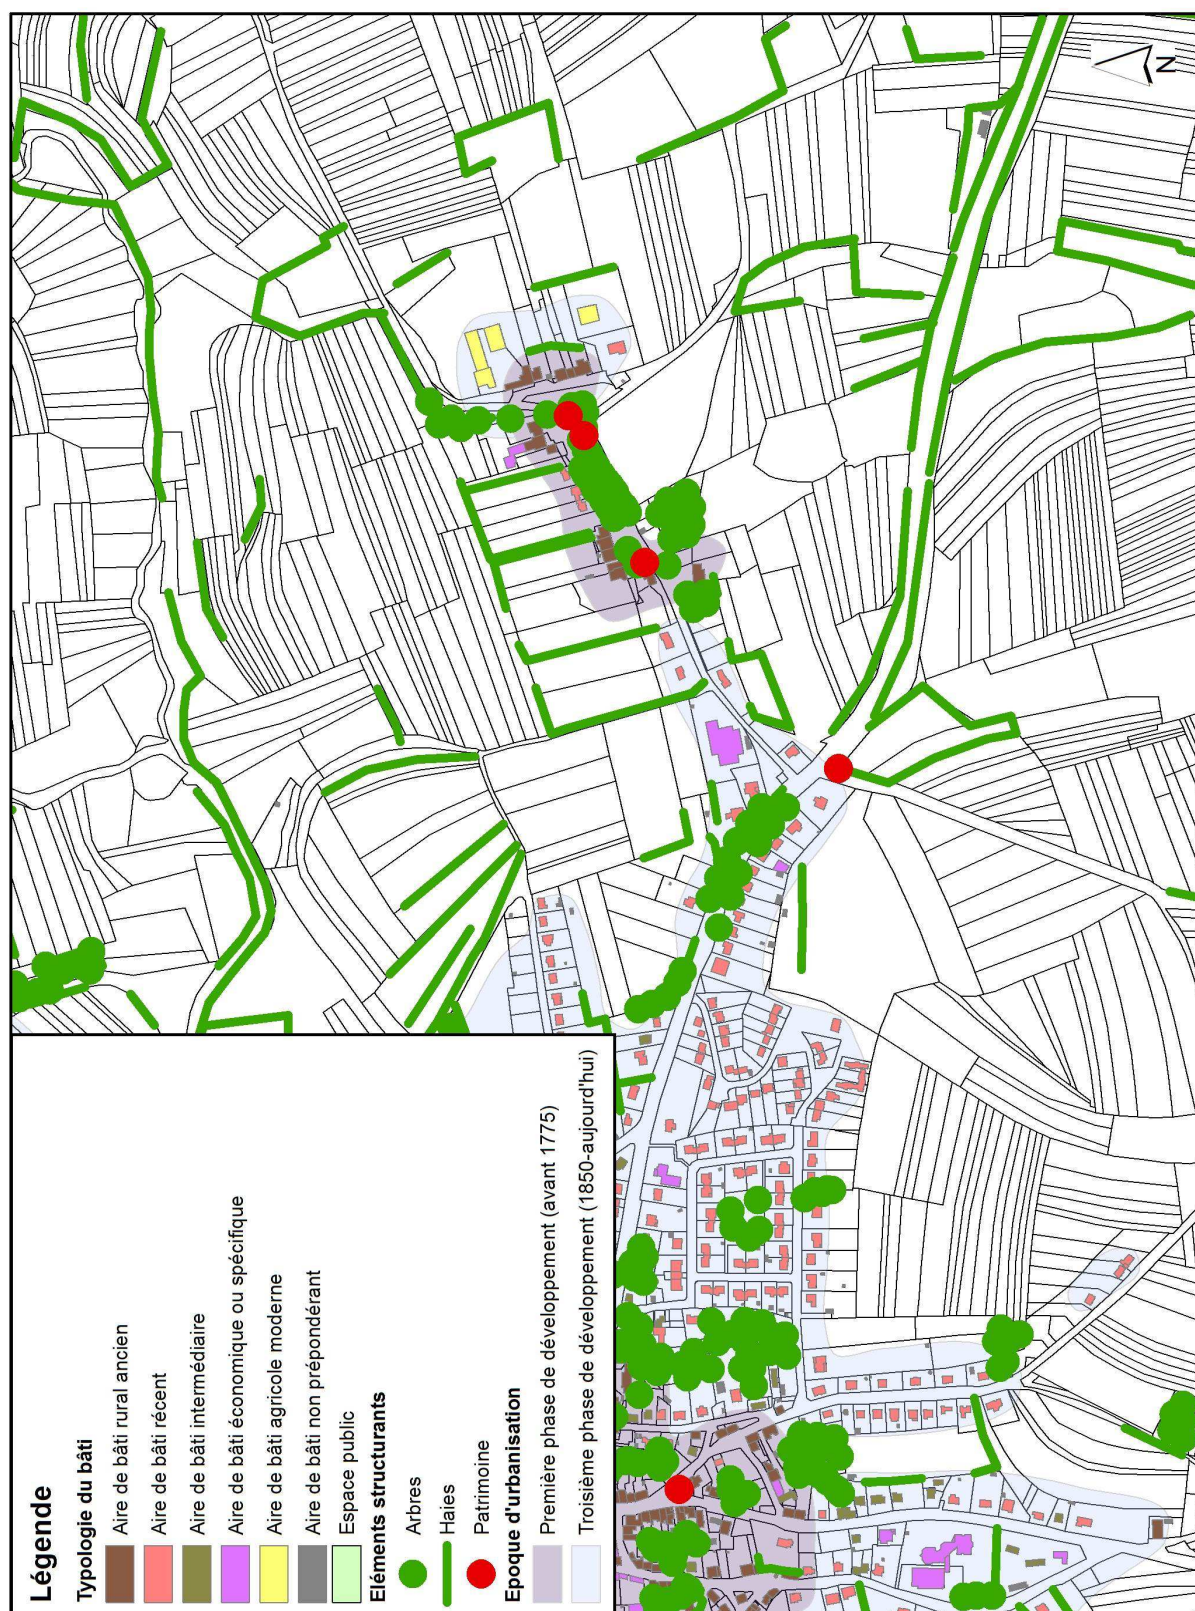 Légende
Typologie du bâti
Aire de bâti rural ancien
Aire de bâti récent
Aire de bâti intermédiaire
Aire de bâti économique ou spécifique
Aire de bâti agricole moderne
Aire de bâti non prépondérant
Espace public
Eléments structurants
Arbres
Haies
Patrimoine
Epoque d'urbanisation
Première phase de développement (avant 1775)
Troisième phase de développement (1850-aujourd'hui)
N